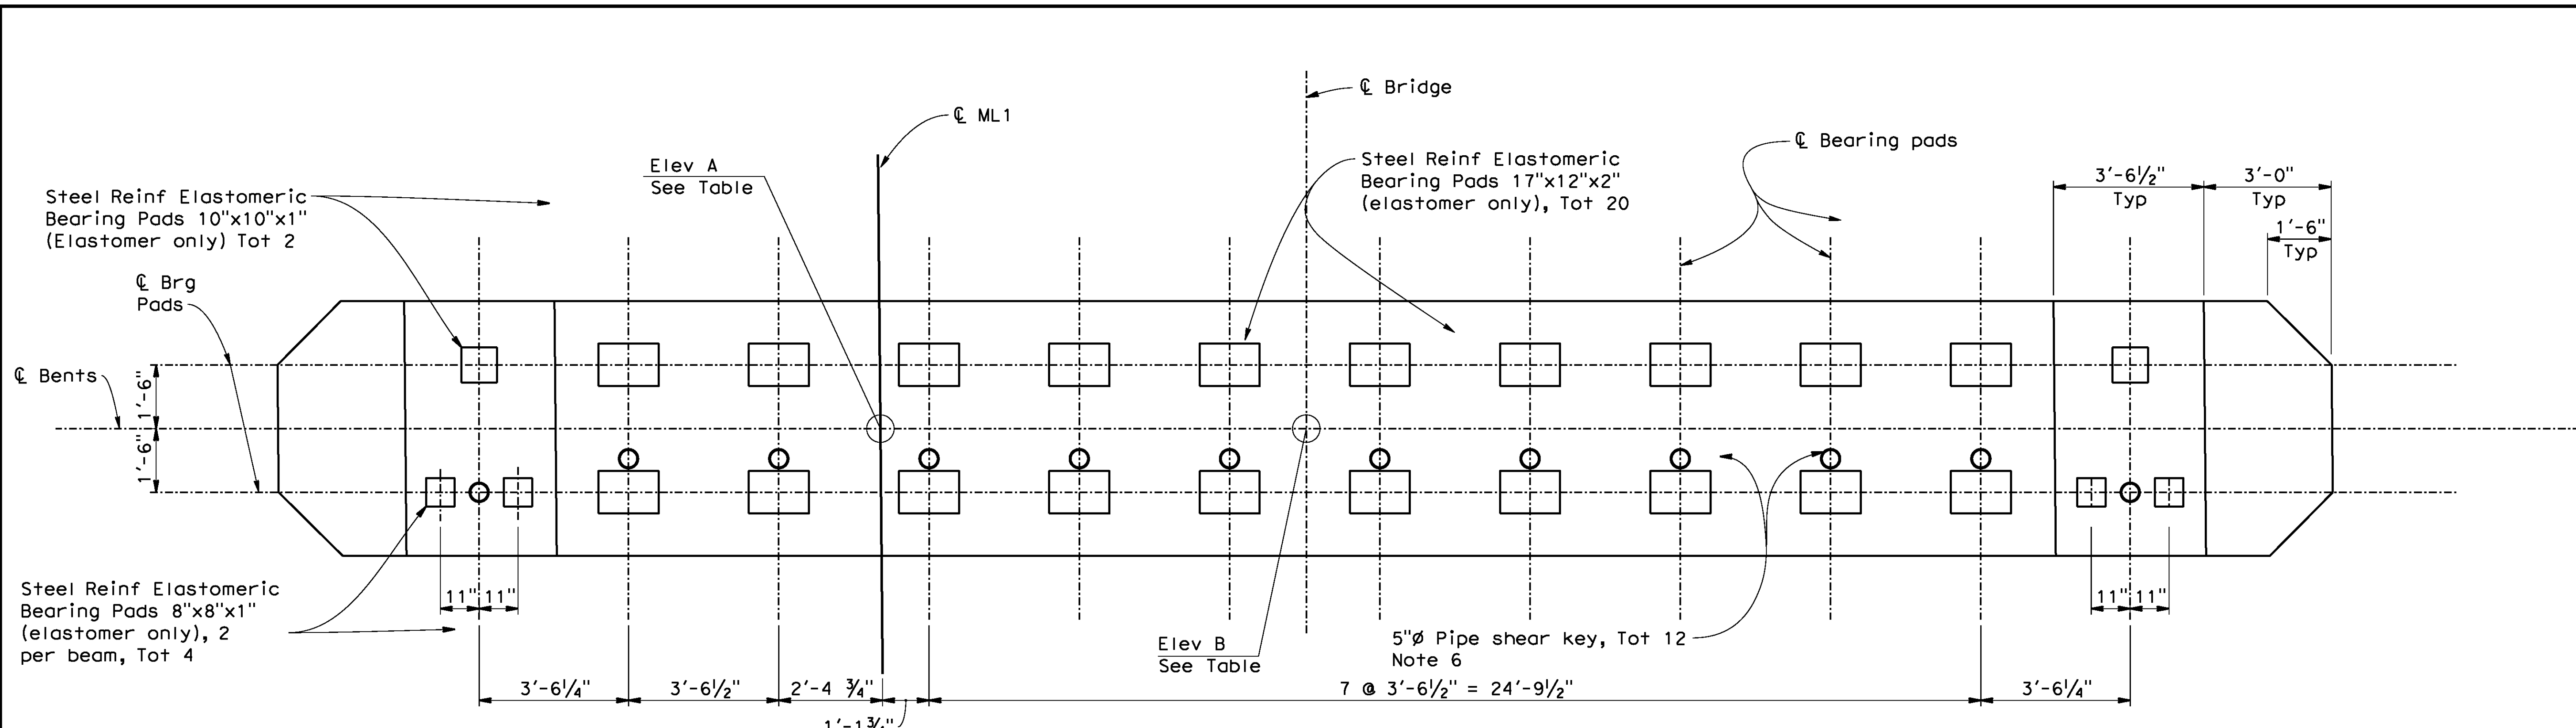 ℄ Bridge
℄ ML1
℄ Bearing pads
Elev A
See Table
Steel Reinf Elastomeric
Bearing Pads 17"x12"x2"
(elastomer only), Tot 20
3'-6½"
Typ
3'-0"
Typ
1'-6"
Typ
Steel Reinf Elastomeric
Bearing Pads 10"x10"x1"
(Elastomer only) Tot 2
℄ Brg
Pads
℄ Bents
1'-6"
1'-6"
Steel Reinf Elastomeric
Bearing Pads 8"x8"x1"
(elastomer only), 2
per beam, Tot 4
11" 11"
11" 11"
Elev B
See Table
5"Ø Pipe shear key, Tot 12
Note 6
3'-6¼"
3'-6½"
2'-4 ¾"
7 @ 3'-6½" = 24'-9½"
3'-6¼"
1'-1¾"